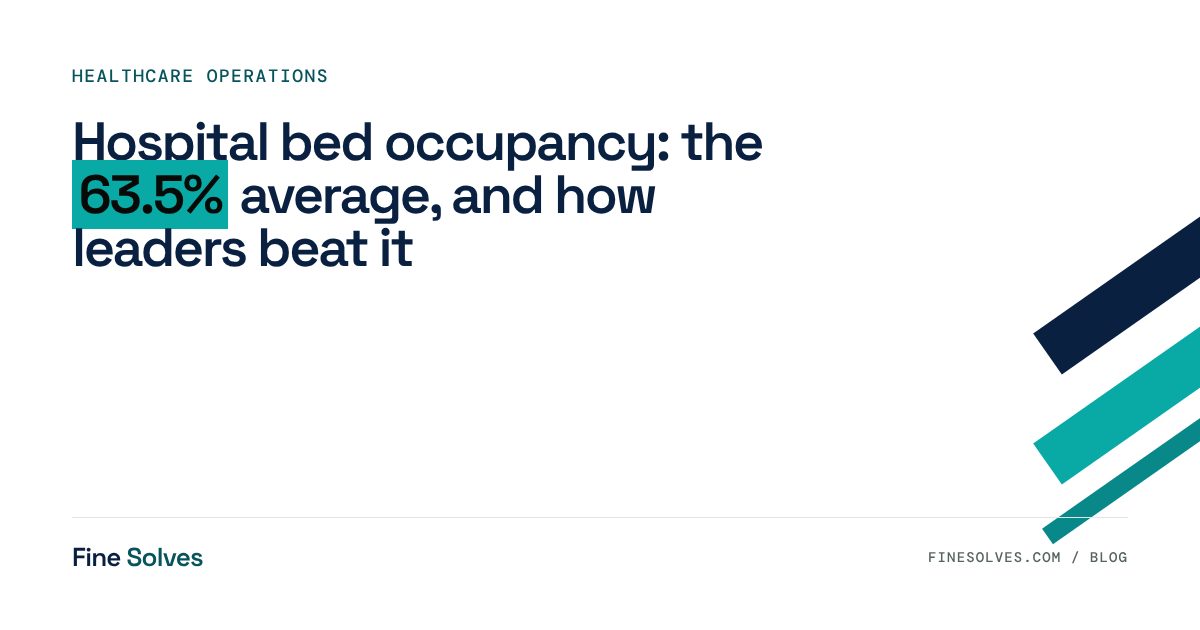 HEALTHCARE OPERATIONS
Hospital bed occupancy: the
63.5% average, and how
leaders beat it
Fine Solves
FINESOLVES.COM / BLOG